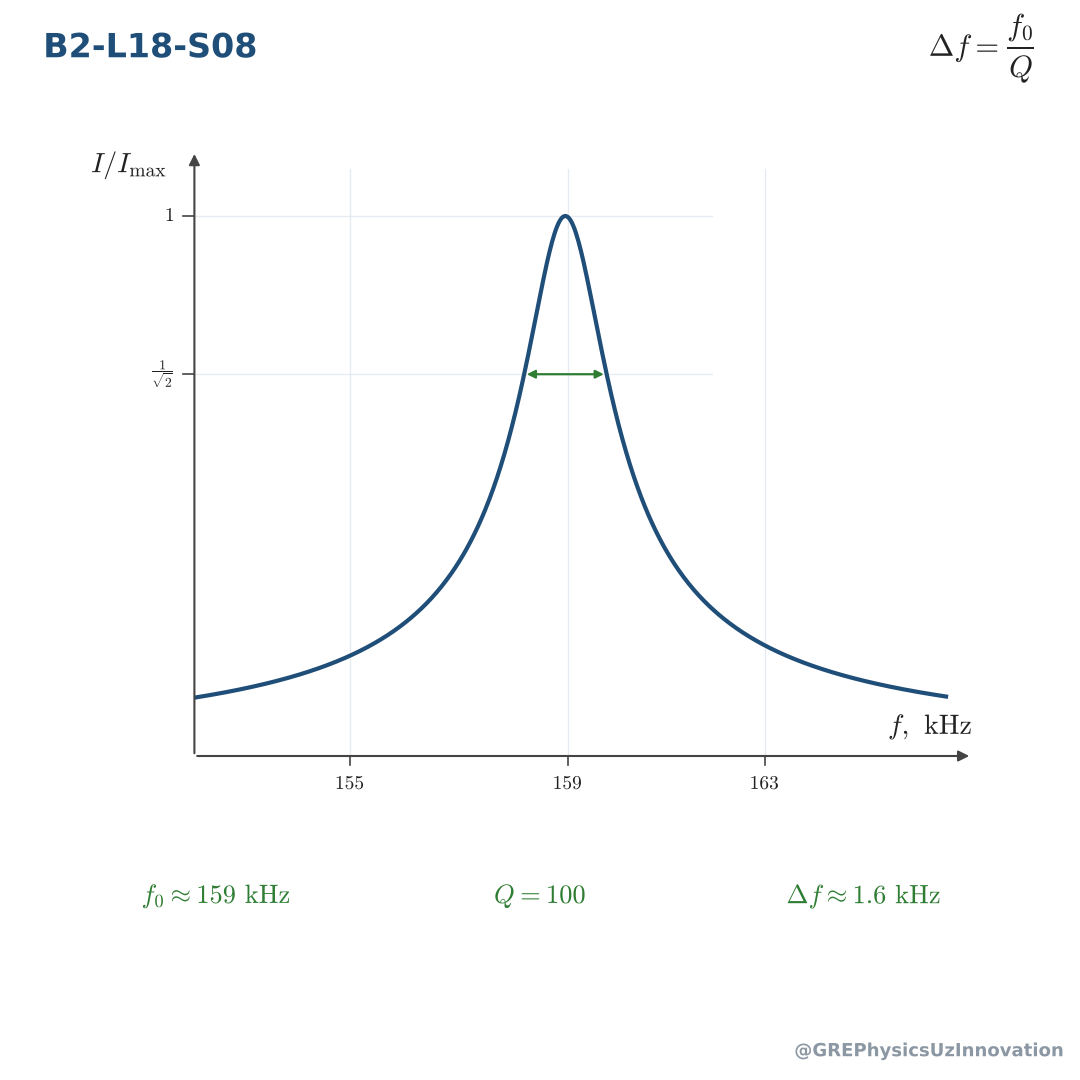 B2-L18-S08
Δf = f₀/Q
I/I_max
1
1/√2
f, kHz
155 159 163
f₀ ≈ 159 kHz Q = 100 Δf ≈ 1.6 kHz
@GREPhysicsUzInnovation